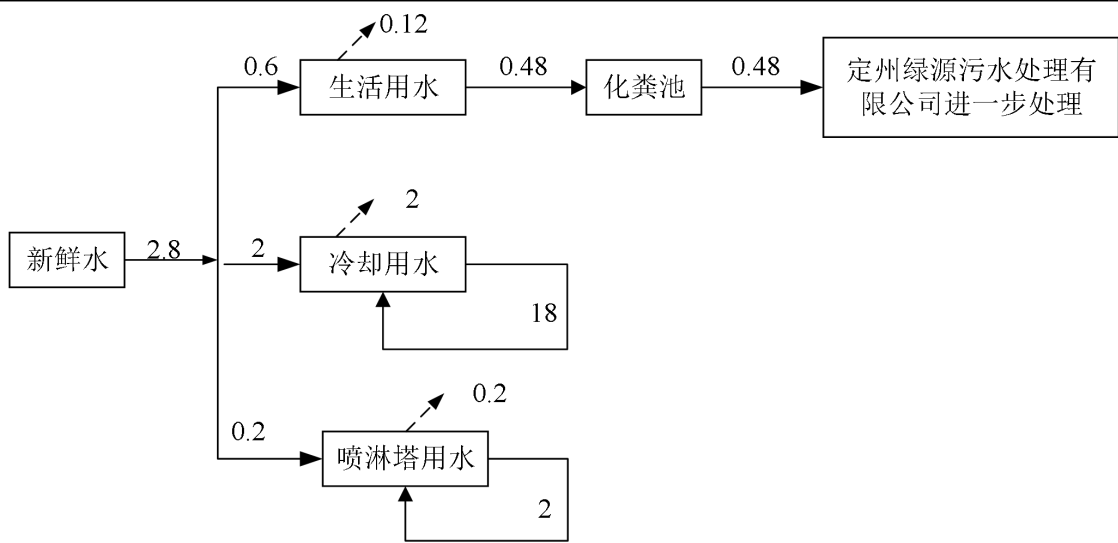 0.12
0.6
生活用水
0.48
化粪池
0.48
定州绿源污水处理有
限公司进一步处理
新鲜水
2.8
2
2
冷却用水
18
0.2
0.2
喷淋塔用水
2